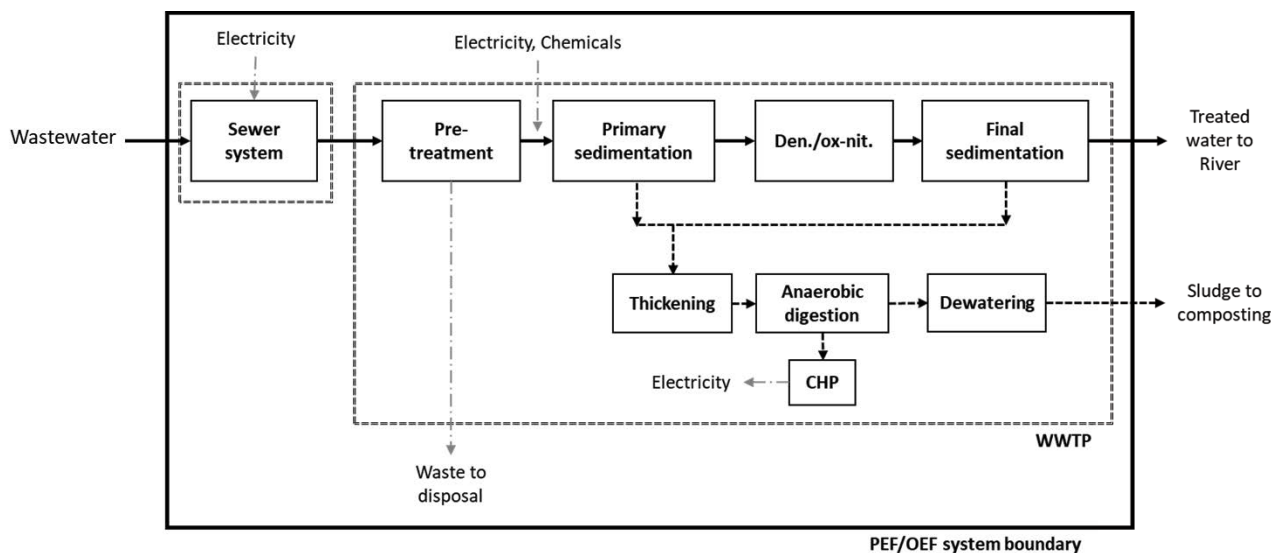 Electricity
Electricity, Chemicals
Wastewater
Sewer
system
Pre-
treatment
Primary
sedimentation
Den./ox-nit.
Final
sedimentation
Treated
water to
River
Thickening
Anaerobic
digestion
Dewatering
Sludge to
composting
Electricity
CHP
WWTP
Waste to
disposal
PEF/OEF system boundary